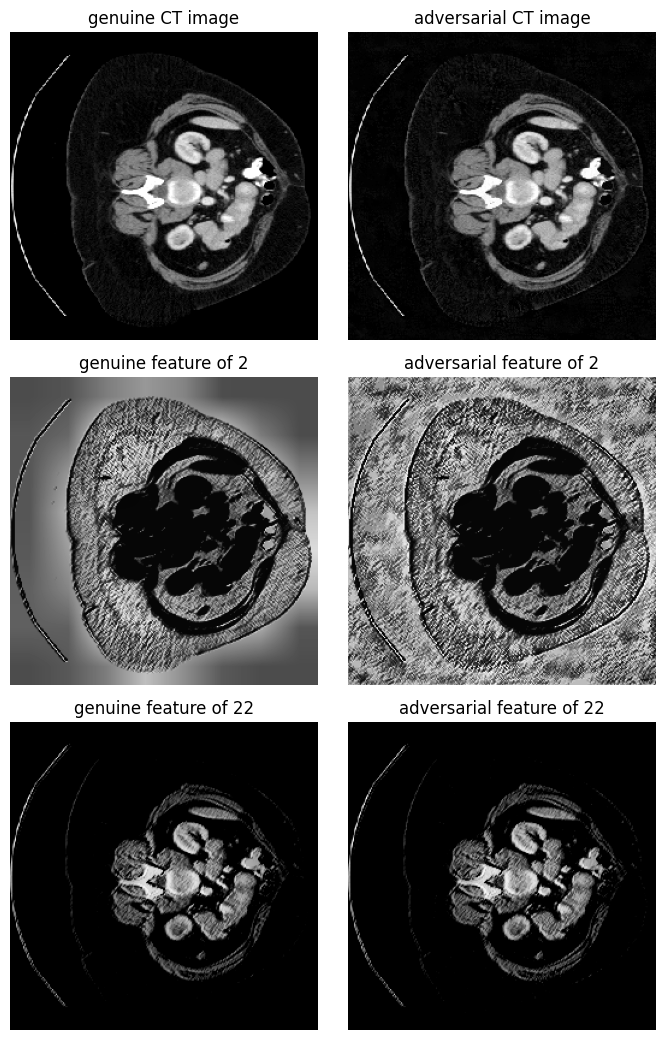 genuine CT image
adversarial CT image
genuine feature of 2
adversarial feature of 2
genuine feature of 22
adversarial feature of 22